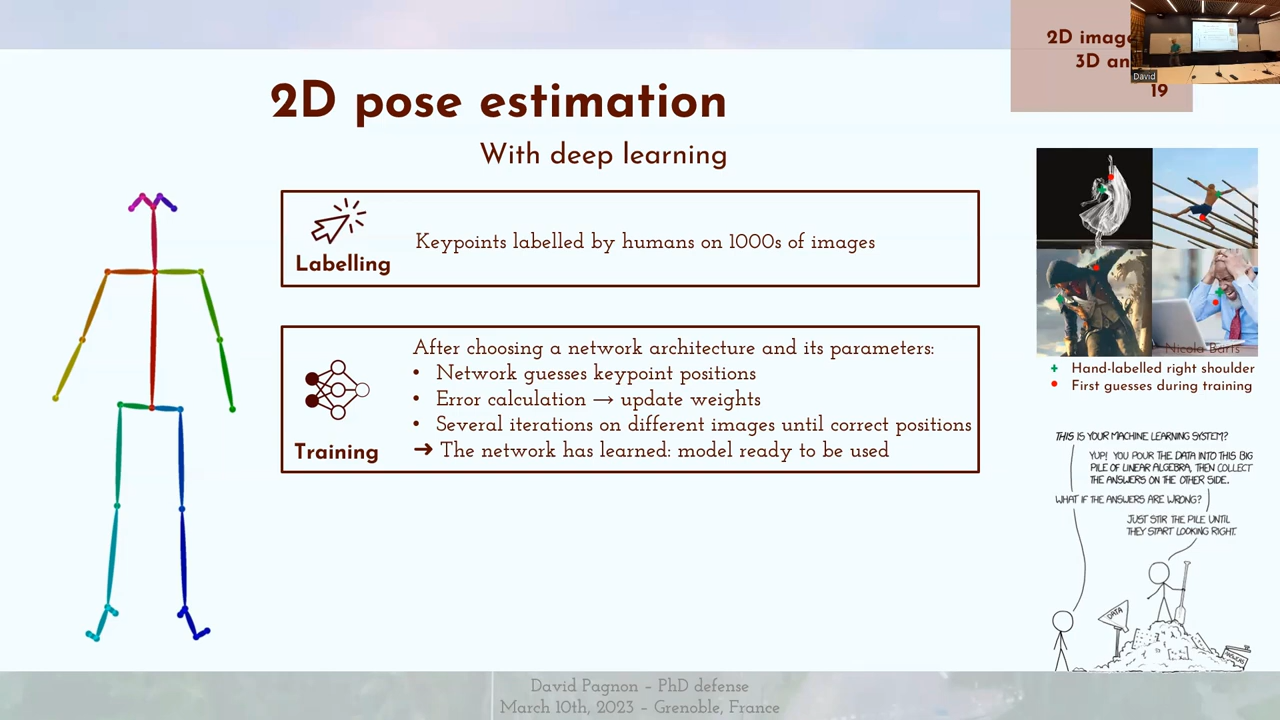 2D image
3D an
David
19
2D pose estimation
With deep learning
Labelling
Keypoints labelled by humans on 1000s of images
After choosing a network architecture and its parameters:
• Network guesses keypoint positions
• Error calculation → update weights
• Several iterations on different images until correct positions
➔ The network has learned: model ready to be used
Training
Nicola Barts
+ Hand-labelled right shoulder
• First guesses during training
THIS IS YOUR MACHINE LEARNING SYSTEM?
YUP! YOU POUR THE DATA INTO THIS BIG
PILE OF LINEAR ALGEBRA, THEN COLLECT
THE ANSWERS ON THE OTHER SIDE.
WHAT IF THE ANSWERS ARE WRONG?
JUST STIR THE PILE UNTIL
THEY START LOOKING RIGHT.
DATA
ANSWERS
David Pagnon – PhD defense
March 10th, 2023 – Grenoble, France